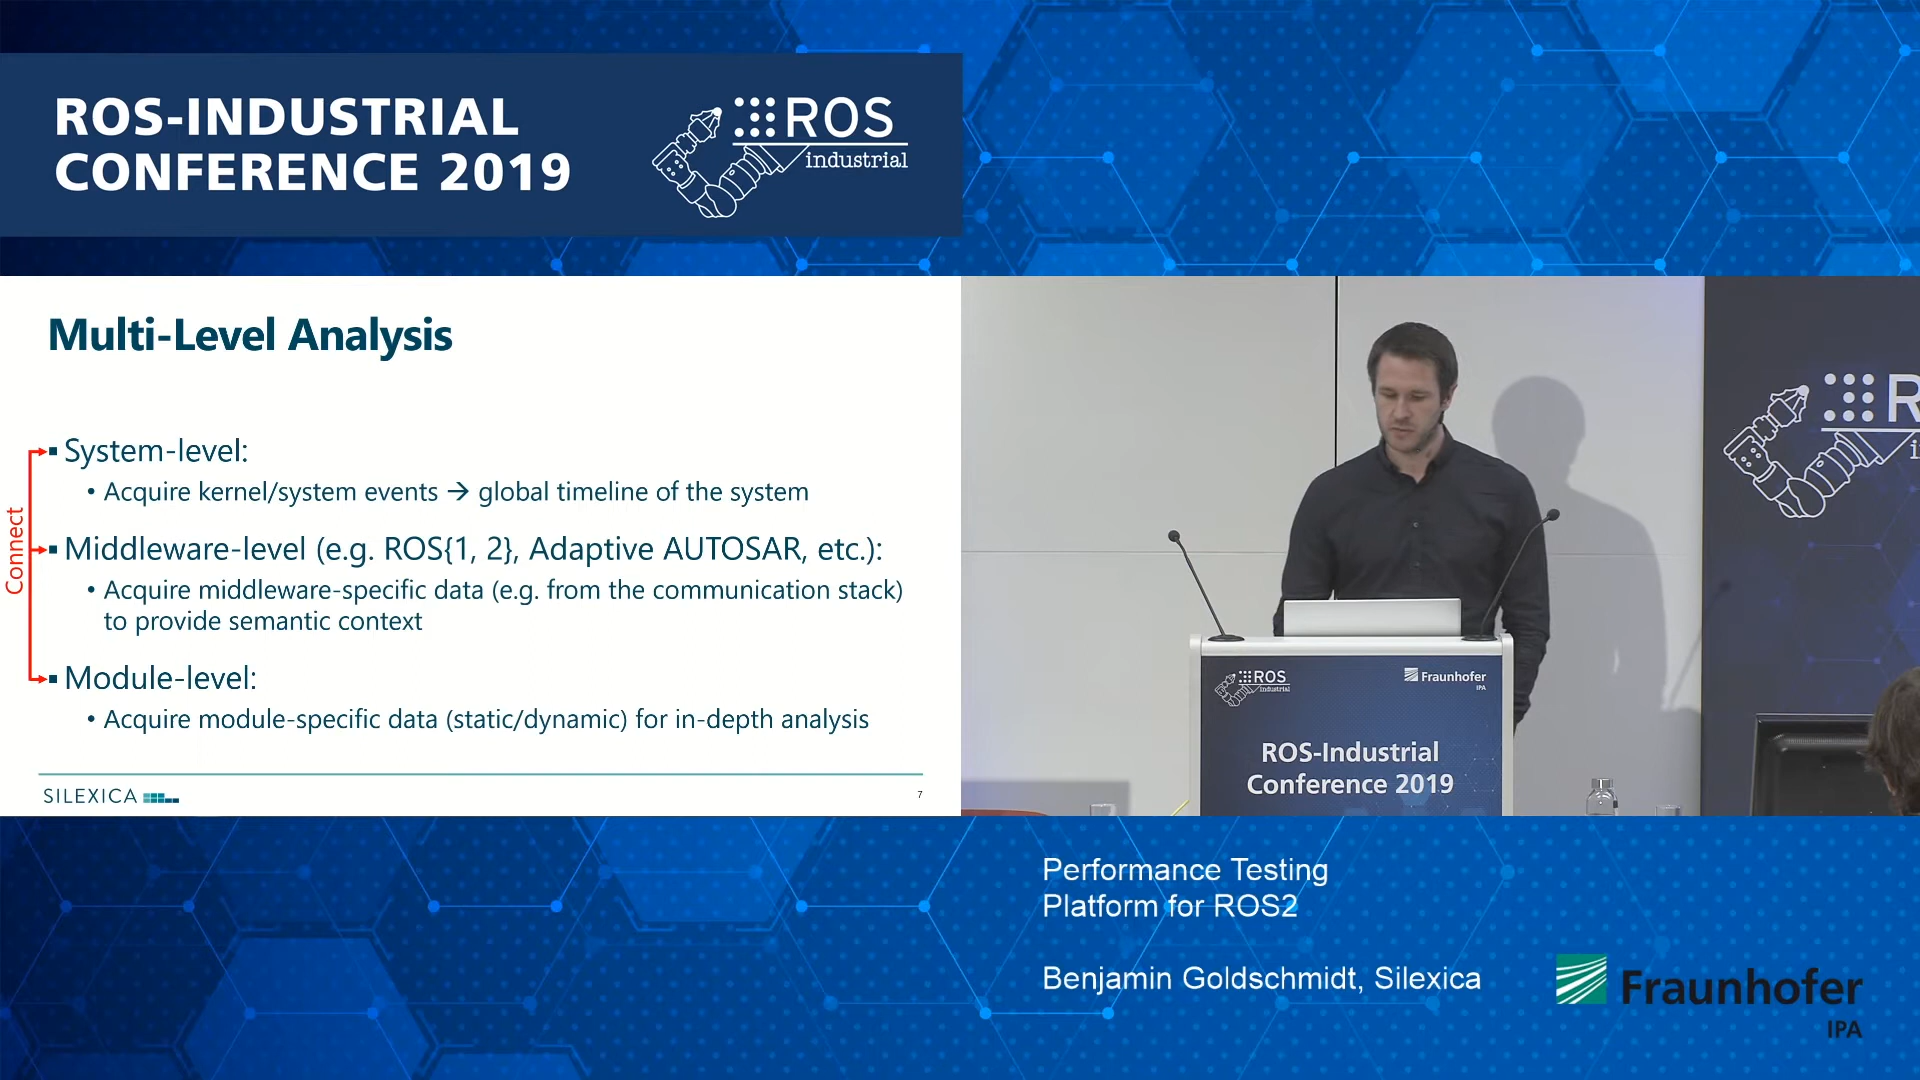 ROS-INDUSTRIAL
CONFERENCE 2019
ROS
industrial
Multi-Level Analysis
Connect
▪ System-level:
• Acquire kernel/system events → global timeline of the system
▪ Middleware-level (e.g. ROS{1, 2}, Adaptive AUTOSAR, etc.):
• Acquire middleware-specific data (e.g. from the communication stack)
to provide semantic context
▪ Module-level:
• Acquire module-specific data (static/dynamic) for in-depth analysis
SILEXICA
7
R
i
ROS
industrial
Fraunhofer
IPA
ROS-Industrial
Conference 2019
Performance Testing
Platform for ROS2
Benjamin Goldschmidt, Silexica
Fraunhofer
IPA